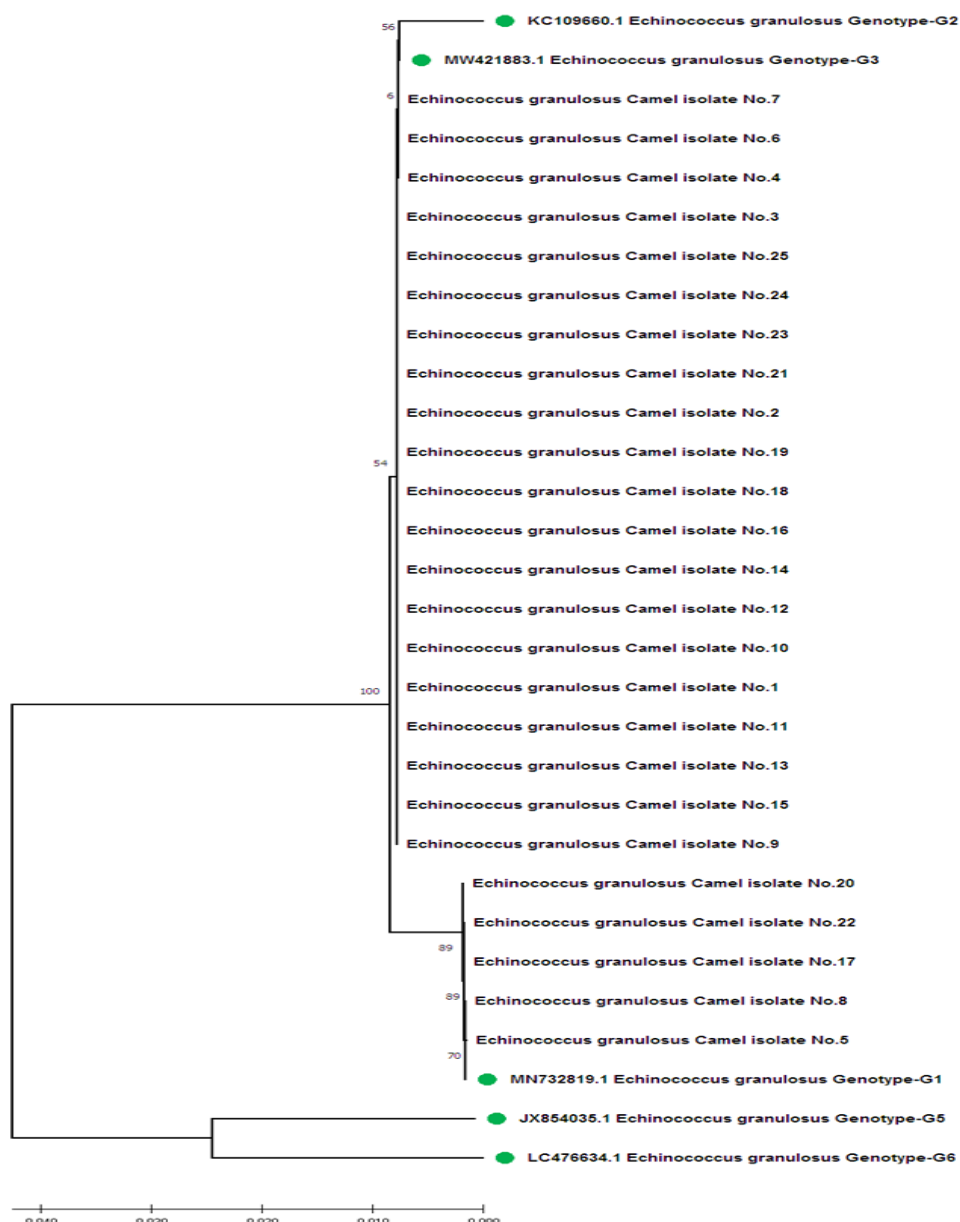 KC109660.1 Echinococcus granulosus Genotype-G2
56
MW421883.1 Echinococcus granulosus Genotype-G3
6
Echinococcus granulosus Camel isolate No.7
Echinococcus granulosus Camel isolate No.6
Echinococcus granulosus Camel isolate No.4
Echinococcus granulosus Camel isolate No.3
Echinococcus granulosus Camel isolate No.25
Echinococcus granulosus Camel isolate No.24
Echinococcus granulosus Camel isolate No.23
Echinococcus granulosus Camel isolate No.21
Echinococcus granulosus Camel isolate No.2
Echinococcus granulosus Camel isolate No.19
54
Echinococcus granulosus Camel isolate No.18
Echinococcus granulosus Camel isolate No.16
Echinococcus granulosus Camel isolate No.14
Echinococcus granulosus Camel isolate No.12
Echinococcus granulosus Camel isolate No.10
Echinococcus granulosus Camel isolate No.1
100
Echinococcus granulosus Camel isolate No.11
Echinococcus granulosus Camel isolate No.13
Echinococcus granulosus Camel isolate No.15
Echinococcus granulosus Camel isolate No.9
Echinococcus granulosus Camel isolate No.20
Echinococcus granulosus Camel isolate No.22
89
Echinococcus granulosus Camel isolate No.17
89
Echinococcus granulosus Camel isolate No.8
Echinococcus granulosus Camel isolate No.5
70
MN732819.1 Echinococcus granulosus Genotype-G1
JX854035.1 Echinococcus granulosus Genotype-G5
LC476634.1 Echinococcus granulosus Genotype-G6